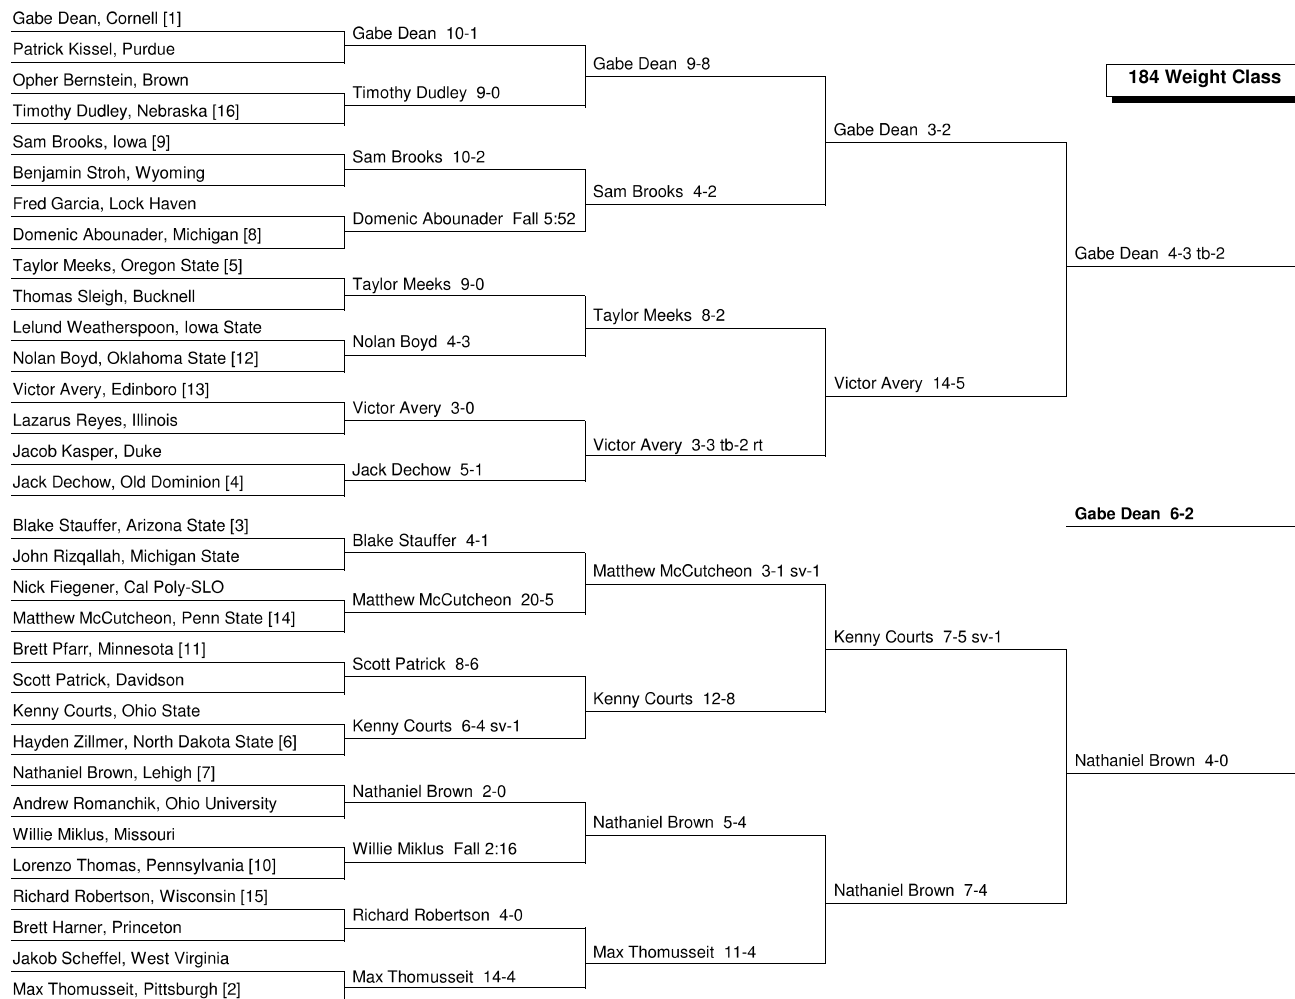 Gabe Dean, Cornell [1]
Patrick Kissel, Purdue
Opher Bernstein, Brown
Timothy Dudley, Nebraska [16]
Sam Brooks, Iowa [9]
Benjamin Stroh, Wyoming
Fred Garcia, Lock Haven
Domenic Abounader, Michigan [8]
Taylor Meeks, Oregon State [5]
Thomas Sleigh, Bucknell
Lelund Weatherspoon, Iowa State
Nolan Boyd, Oklahoma State [12]
Victor Avery, Edinboro [13]
Lazarus Reyes, Illinois
Jacob Kasper, Duke
Jack Dechow, Old Dominion [4]
Blake Stauffer, Arizona State [3]
John Rizqallah, Michigan State
Nick Fiegener, Cal Poly-SLO
Matthew McCutcheon, Penn State [14]
Brett Pfarr, Minnesota [11]
Scott Patrick, Davidson
Kenny Courts, Ohio State
Hayden Zillmer, North Dakota State [6]
Nathaniel Brown, Lehigh [7]
Andrew Romanchik, Ohio University
Willie Miklus, Missouri
Lorenzo Thomas, Pennsylvania [10]
Richard Robertson, Wisconsin [15]
Brett Harner, Princeton
Jakob Scheffel, West Virginia
Max Thomusseit, Pittsburgh [2]
Gabe Dean 10-1
Timothy Dudley 9-0
Sam Brooks 10-2
Domenic Abounader Fall 5:52
Taylor Meeks 9-0
Nolan Boyd 4-3
Victor Avery 3-0
Jack Dechow 5-1
Blake Stauffer 4-1
Matthew McCutcheon 20-5
Scott Patrick 8-6
Kenny Courts 6-4 sv-1
Nathaniel Brown 2-0
Willie Miklus Fall 2:16
Richard Robertson 4-0
Max Thomusseit 14-4
Gabe Dean 9-8
Sam Brooks 4-2
Taylor Meeks 8-2
Victor Avery 3-3 tb-2 rt
Matthew McCutcheon 3-1 sv-1
Kenny Courts 12-8
Nathaniel Brown 5-4
Max Thomusseit 11-4
Gabe Dean 3-2
Victor Avery 14-5
Kenny Courts 7-5 sv-1
Nathaniel Brown 7-4
184 Weight Class
Gabe Dean 4-3 tb-2
Gabe Dean 6-2
Nathaniel Brown 4-0